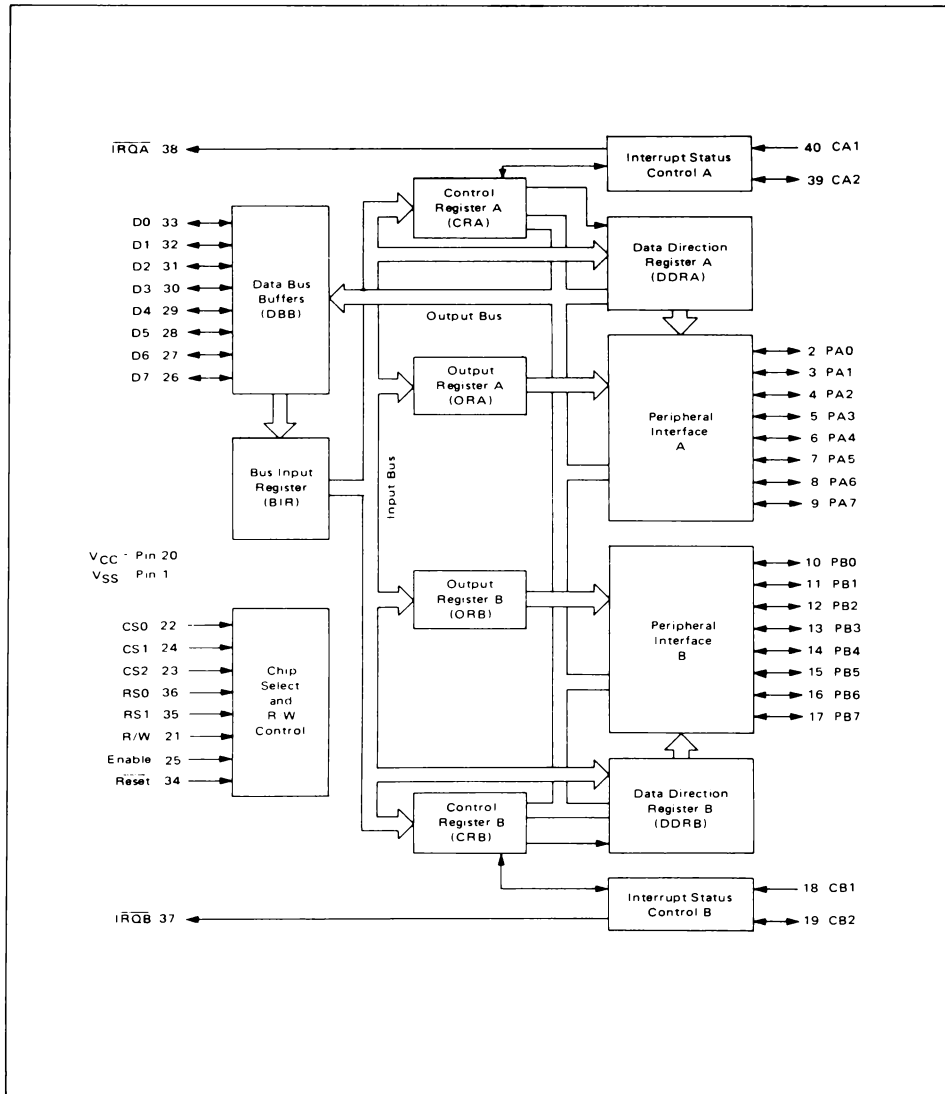 IRQA 38
D0 33
D1 32
D2 31
D3 30
D4 29
D5 28
D6 27
D7 26
Data Bus
Buffers
(DBB)
Bus Input
Register
(BIR)
VCC - Pin 20
VSS Pin 1
CS0 22
CS1 24
CS2 23
RS0 36
RS1 35
R/W 21
Enable 25
Reset 34
Chip
Select
and
R W
Control
IRQB 37
Control
Register A
(CRA)
Output Bus
Output
Register A
(ORA)
Input Bus
Output
Register B
(ORB)
Control
Register B
(CRB)
Interrupt Status
Control A
Data Direction
Register A
(DDRA)
Peripheral
Interface
A
Peripheral
Interface
B
Data Direction
Register B
(DDRB)
Interrupt Status
Control B
40 CA1
39 CA2
2 PA0
3 PA1
4 PA2
5 PA3
6 PA4
7 PA5
8 PA6
9 PA7
10 PB0
11 PB1
12 PB2
13 PB3
14 PB4
15 PB5
16 PB6
17 PB7
18 CB1
19 CB2